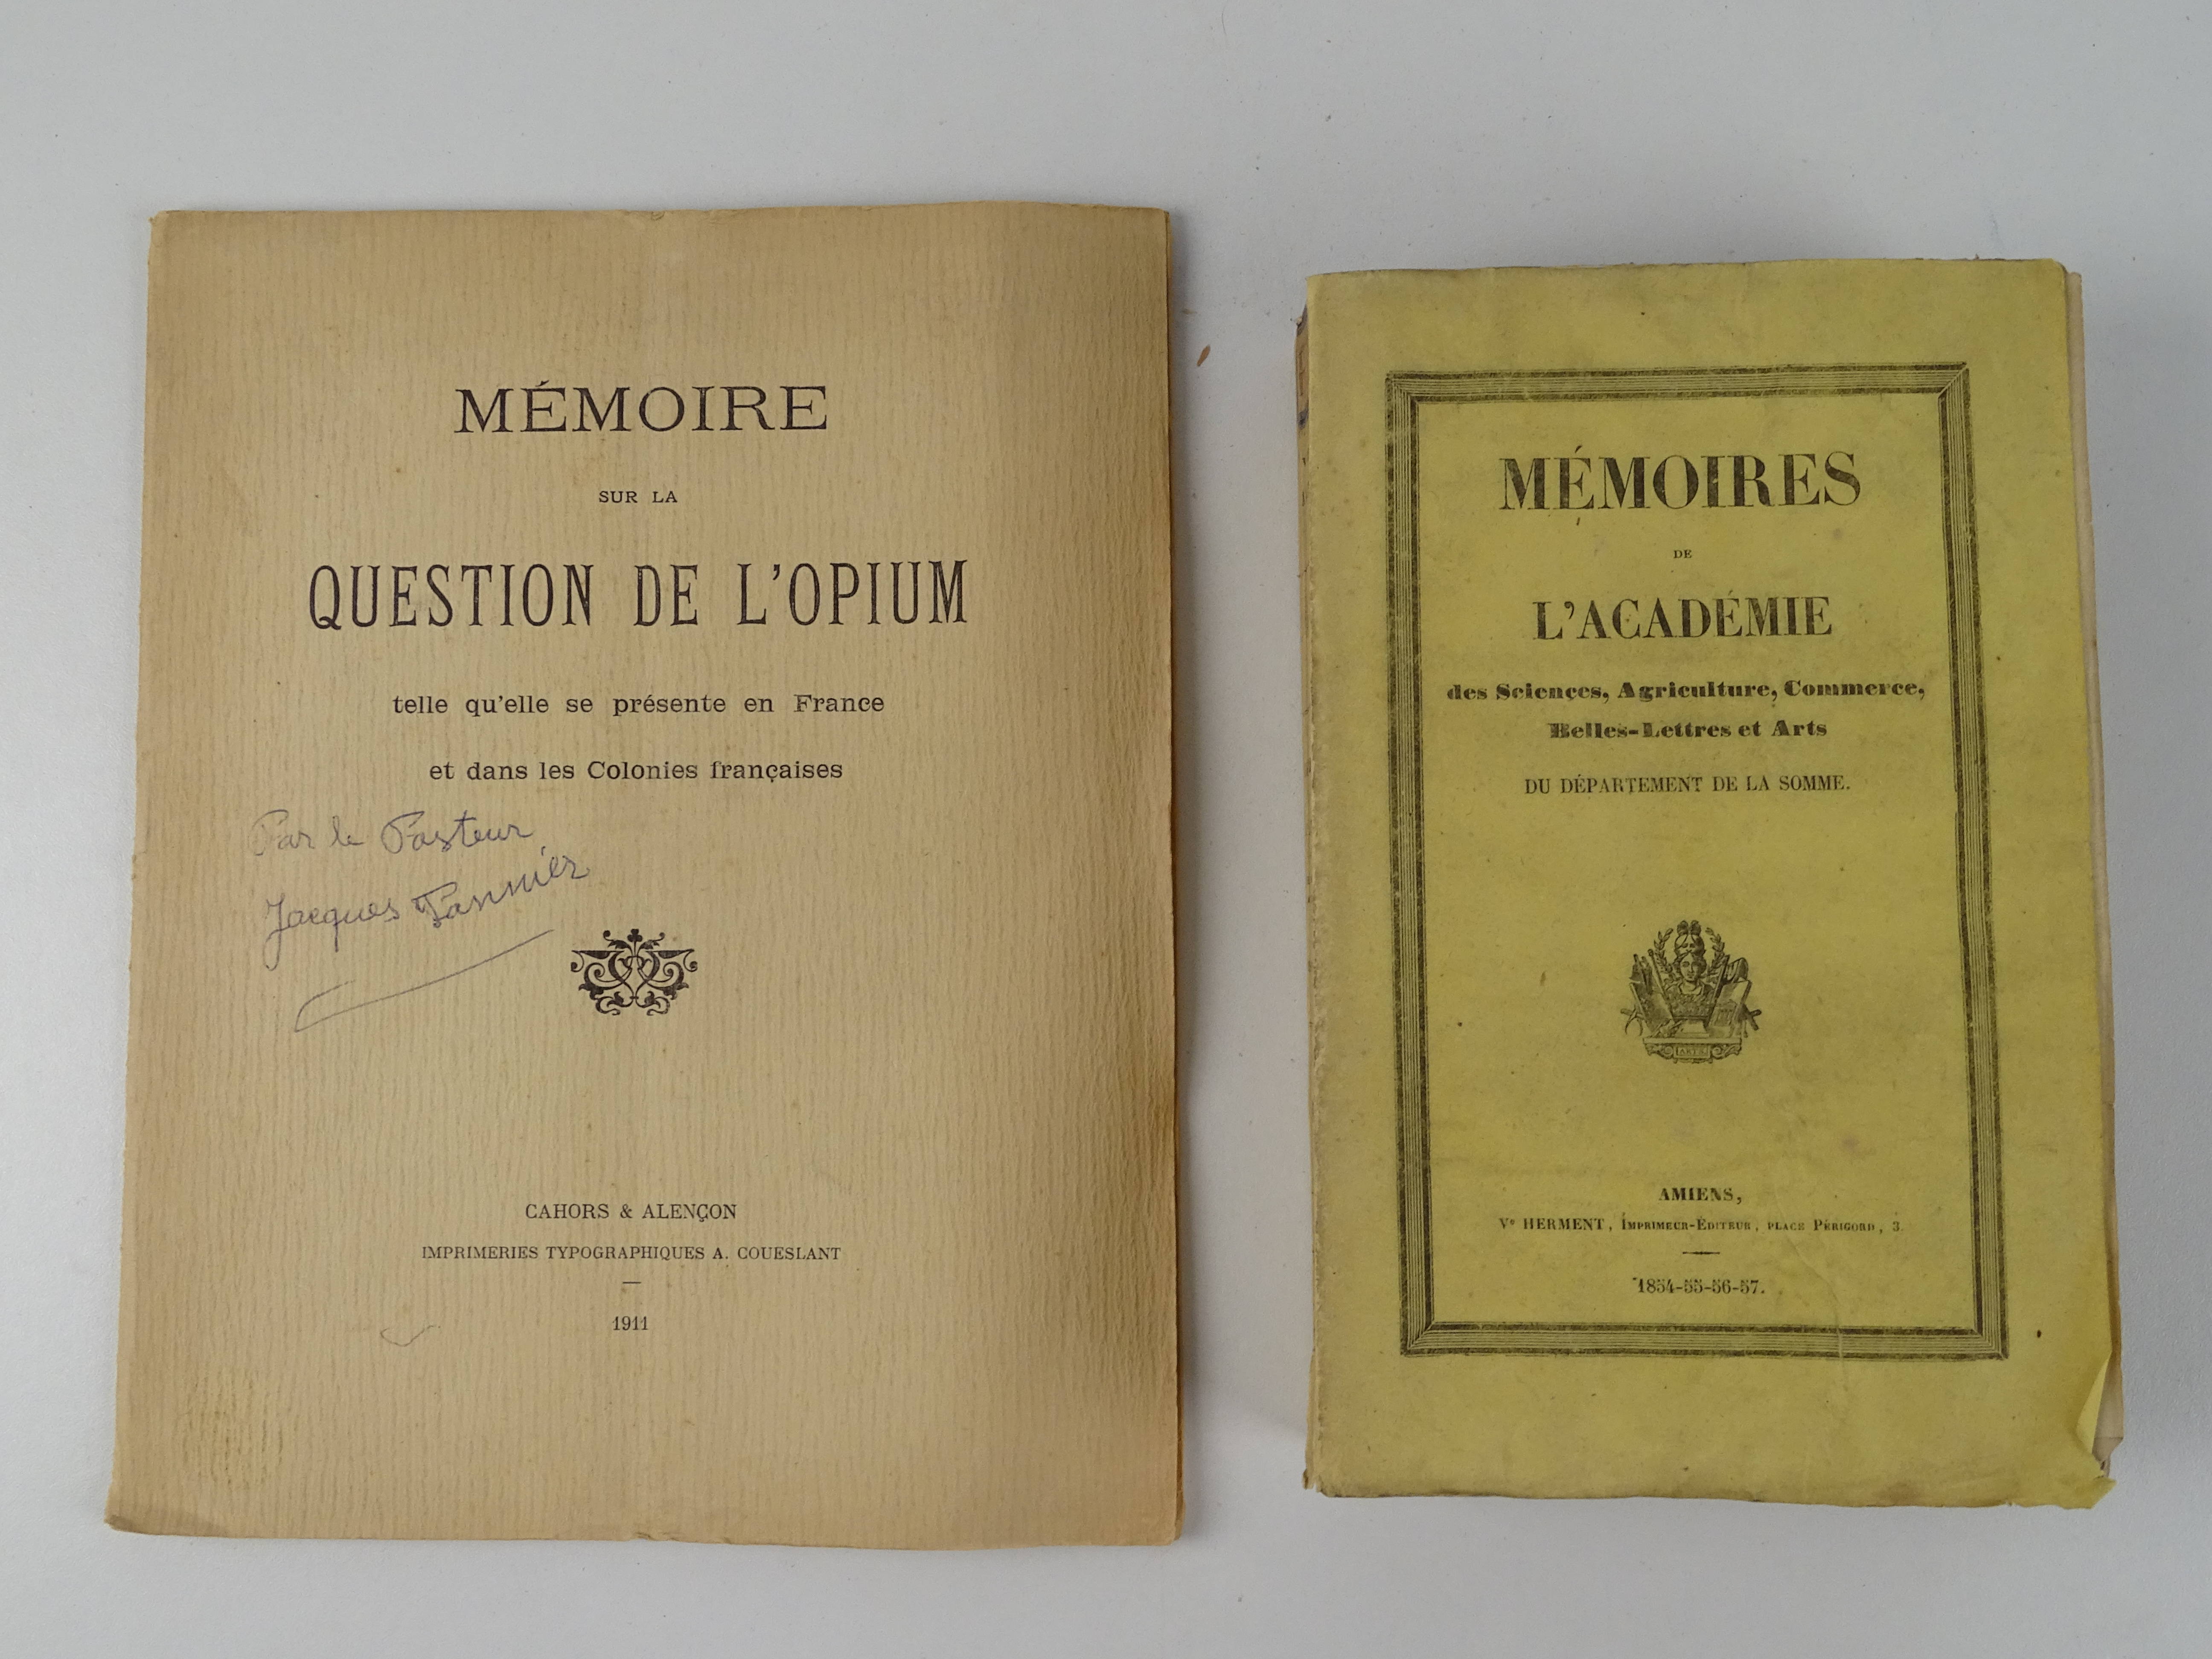 MÉMOIRE
SUR LA
QUESTION DE L'OPIUM
telle qu'elle se présente en France
et dans les Colonies françaises
Par le Pasteur
Jacques Pannier
CAHORS & ALENÇON
IMPRIMERIES TYPOGRAPHIQUES A. COUESLANT
1911
MÉMOIRES
DE
L'ACADÉMIE
des Sciences, Agriculture, Commerce,
Belles-Lettres et Arts
DU DÉPARTEMENT DE LA SOMME.
ARTS
AMIENS,
Ve HERMENT, IMPRIMEUR-ÉDITEUR, PLACE PÉRIGORD, 3.
1854-55-56-57.